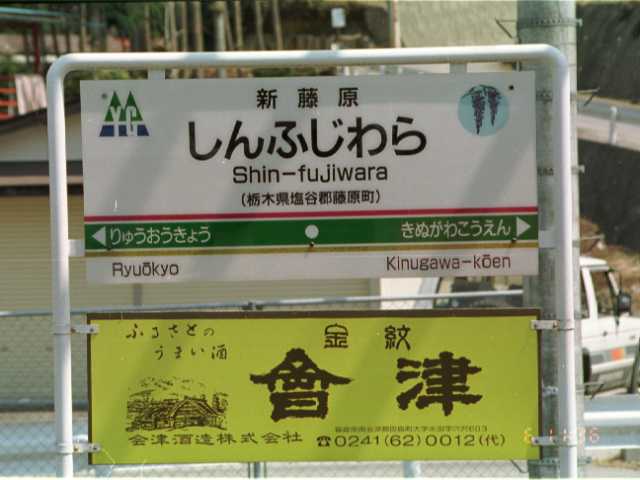 新藤原
しんふじわら
Shin-fujiwara
(栃木県塩谷郡藤原町)
りゅうおうきょう きぬがわこうえん
Ryuōkyo Kinugawa-kōen
ふるさとの
うまい酒
金紋
會津
会津酒造株式会社
☎0241(62)0012(代)